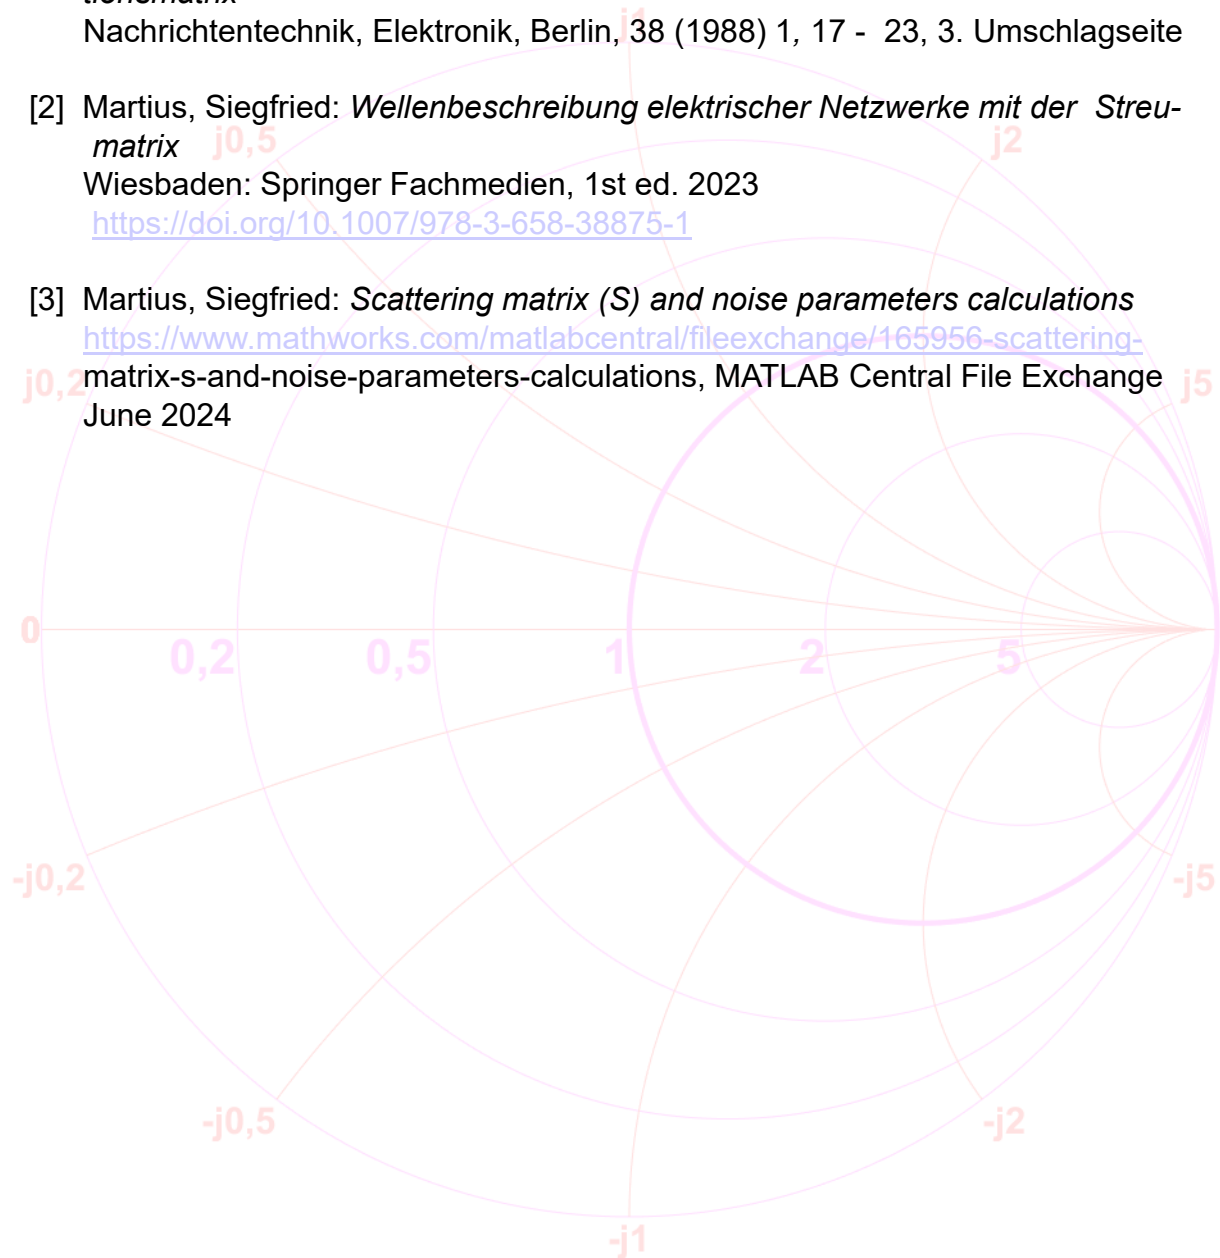 tionsmatrix
Nachrichtentechnik, Elektronik, Berlin, 38 (1988) 1, 17 - 23, 3. Umschlagseite
j1
[2] Martius, Siegfried: Wellenbeschreibung elektrischer Netzwerke mit der Streu-
matrix
j0,5
j2
Wiesbaden: Springer Fachmedien, 1st ed. 2023
https://doi.org/10.1007/978-3-658-38875-1
[3] Martius, Siegfried: Scattering matrix (S) and noise parameters calculations
https://www.mathworks.com/matlabcentral/fileexchange/165956-scattering-
j0,2
matrix-s-and-noise-parameters-calculations, MATLAB Central File Exchange
j5
June 2024
0
0,2
0,5
1
2
5
-j0,2
-j5
-j0,5
-j2
-j1